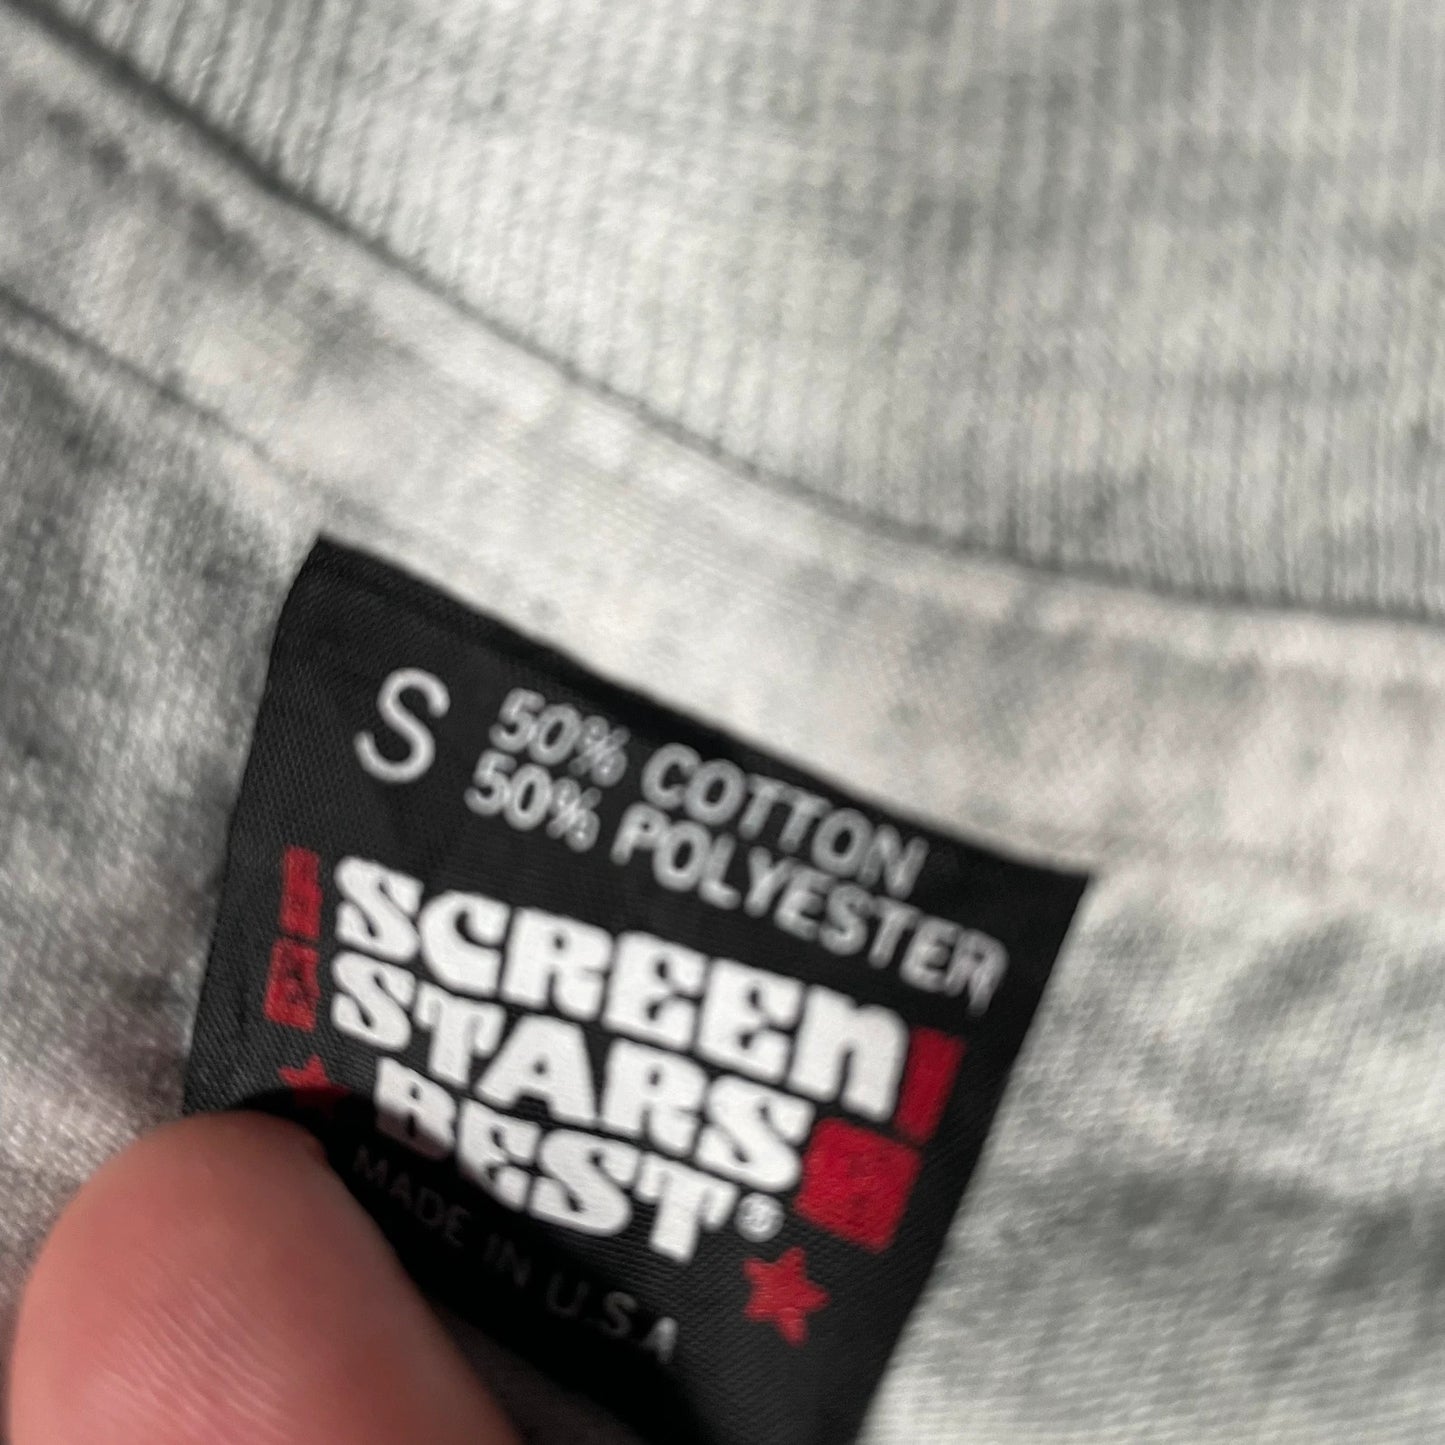 S 50% COTTON
50% POLYESTER
SCREEN
STARS
BEST®
MADE IN U.S.A